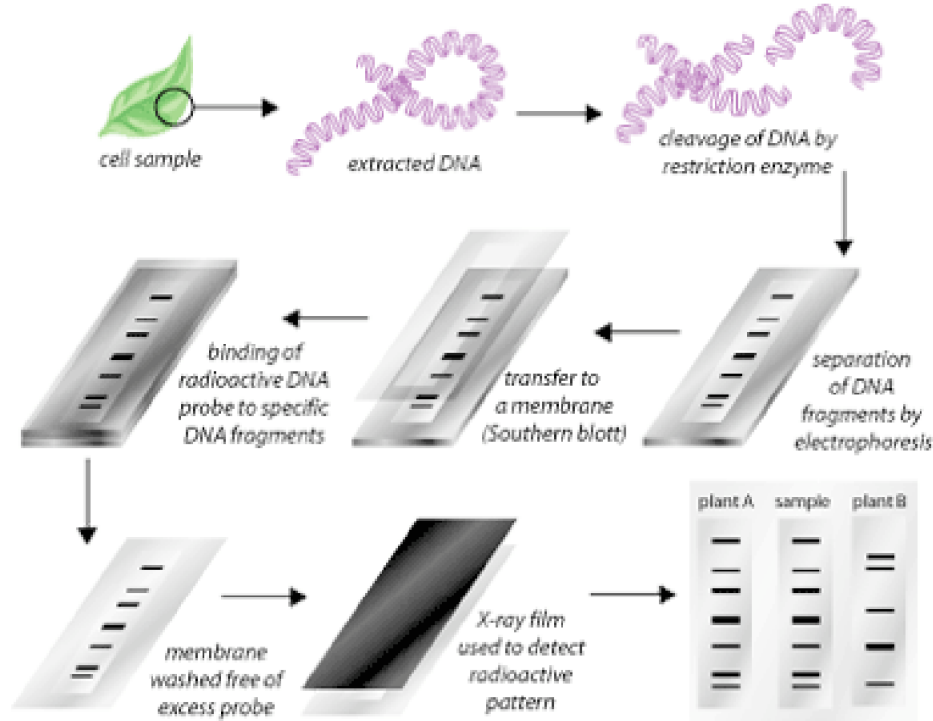 cell sample
extracted DNA
cleavage of DNA by
restriction enzyme
separation
of DNA
fragments by
electrophoresis
transfer to
a membrane
(Southern blott)
binding of
radioactive DNA
probe to specific
DNA fragments
membrane
washed free of
excess probe
X-ray film
used to detect
radioactive
pattern
plant A
sample
plant B